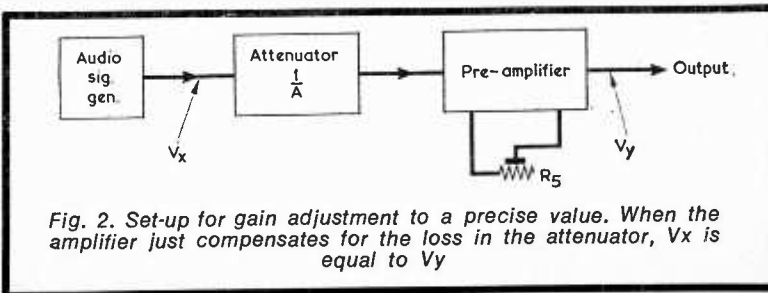 Audio
sig.
gen.
Attenuator
1
A
Pre-amplifier
Output.
Vx
Vy
R5
Fig. 2. Set-up for gain adjustment to a precise value. When the
amplifier just compensates for the loss in the attenuator, Vx is
equal to Vy